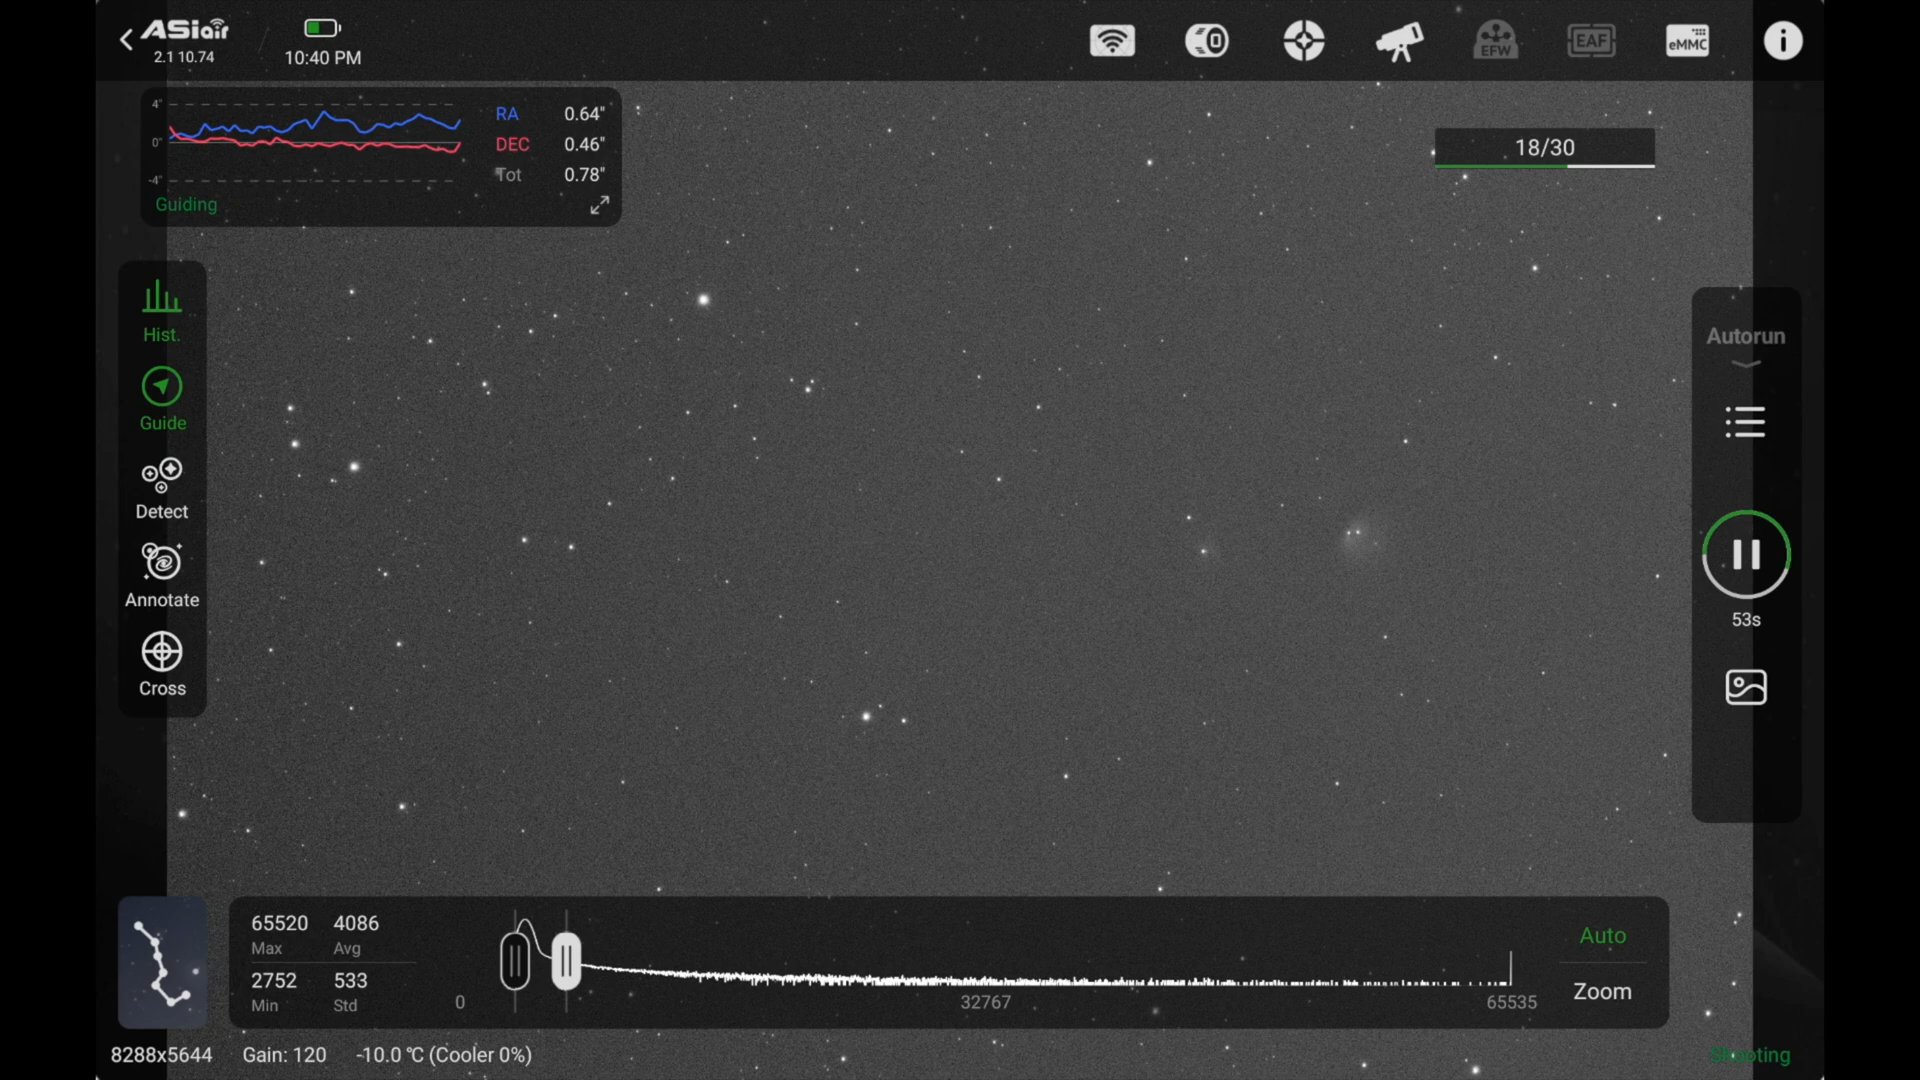 ASIair
2.1 10.74
10:40 PM
EFW
EAF
eMMC
4"
0"
-4"
RA 0.64"
DEC 0.46"
Tot 0.78"
Guiding
18/30
Hist.
Guide
Detect
Annotate
Cross
Autorun
53s
65520 4086
Max Avg
2752 533
Min Std
0 32767 65535
Auto
Zoom
8288x5644 Gain: 120 -10.0 ℃ (Cooler 0%)
Shooting